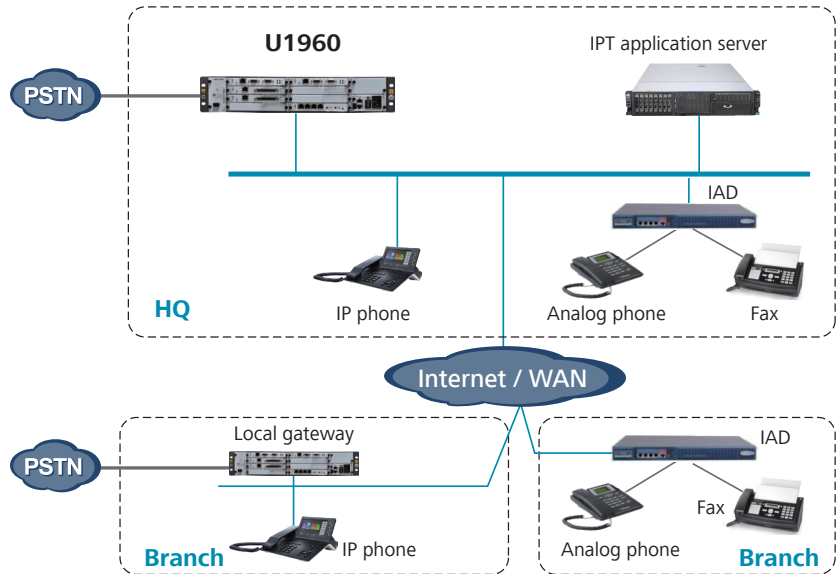 U1960
IPT application server
PSTN
IAD
HQ
IP phone
Analog phone
Fax
Internet / WAN
Local gateway
IAD
PSTN
Fax
Branch
IP phone
Analog phone
Branch